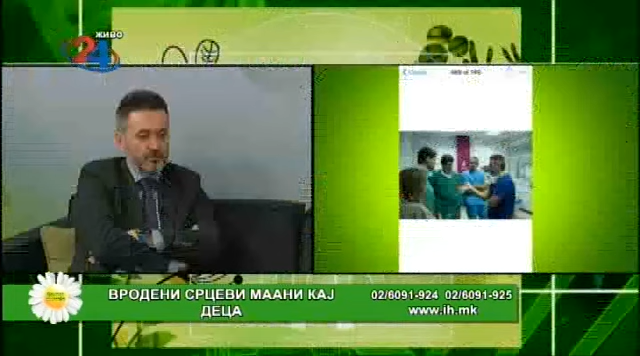 живо
24
ВРОДЕНИ СРЦЕВИ МААНИ КАЈ
ДЕЦА
02/6091-924 02/6091-925
www.ih.mk